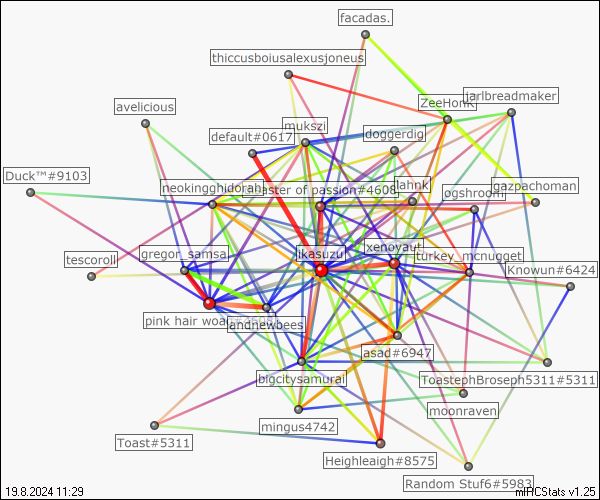 facadas.
thiccusboiusalexusjoneus
jarlbreadmaker
avelicious
ZeeHonk
mukszi
default#0617
doggerdig
Duck™#9103
neokingghidorah
master of passion#4608
lahnk
ogshroom
gazpachoman
tescoroll
gregor_samsa
ikasuzu
xenoyaut
turkey_mcnugget
Knowun#6424
pink hair
andnewbees
asad#6947
bigcitysamurai
ToastephBroseph5311#5311
moonraven
mingus4742
Toast#5311
Heighleaigh#8575
Random Stuf6#5983
19.8.2024 11:29
mIRCStats v1.25